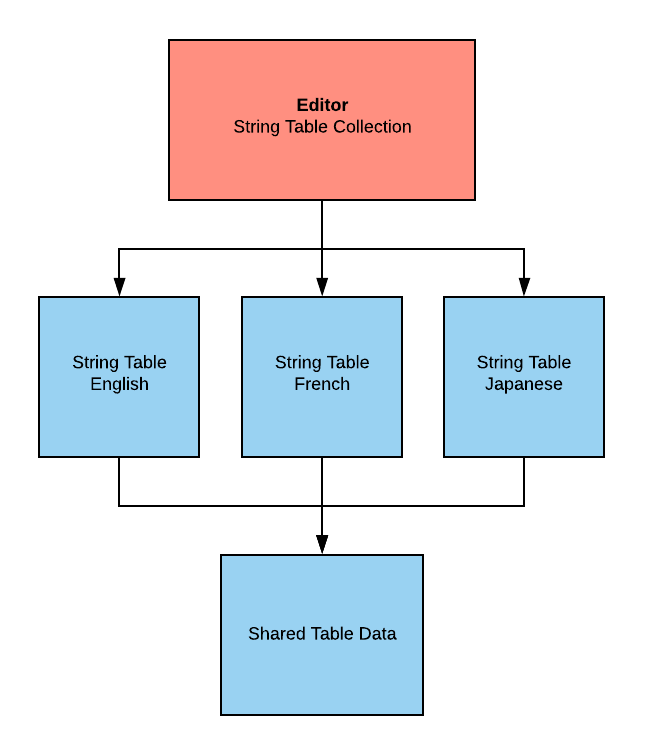 Editor
String Table Collection
String Table
English
String Table
French
String Table
Japanese
Shared Table Data